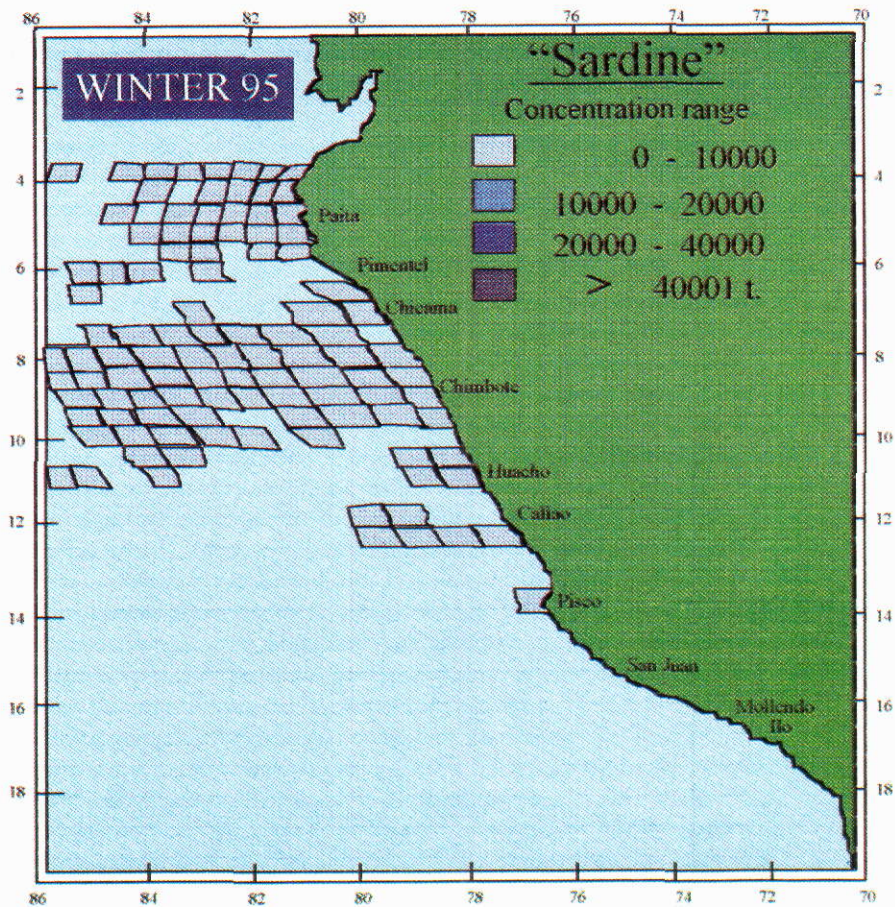 86 84 82 80 78 76 74 72 70
WINTER 95
"Sardine"
Concentration range
0 - 10000
10000 - 20000
20000 - 40000
> 40001 t.
2 2
4 4
Paita
6 6
Pimentel
Chicama
8 8
Chimbote
10 10
Huacho
12 12
Callao
14 14
Pisco
San Juan
16 16
Mollendo
Ilo
18 18
86 84 82 80 78 76 74 72 70